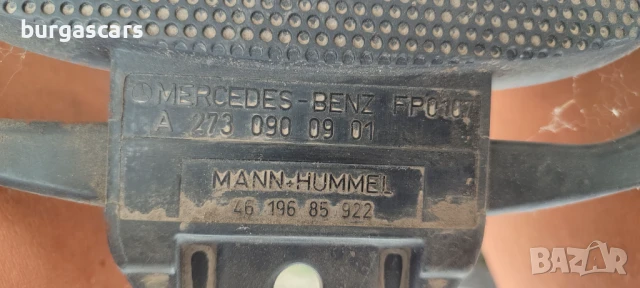 burgascars
MERCEDES-BENZ FP0107
A 273 090 09 01
MANN+HUMMEL
46 196 85 922
BAZAR